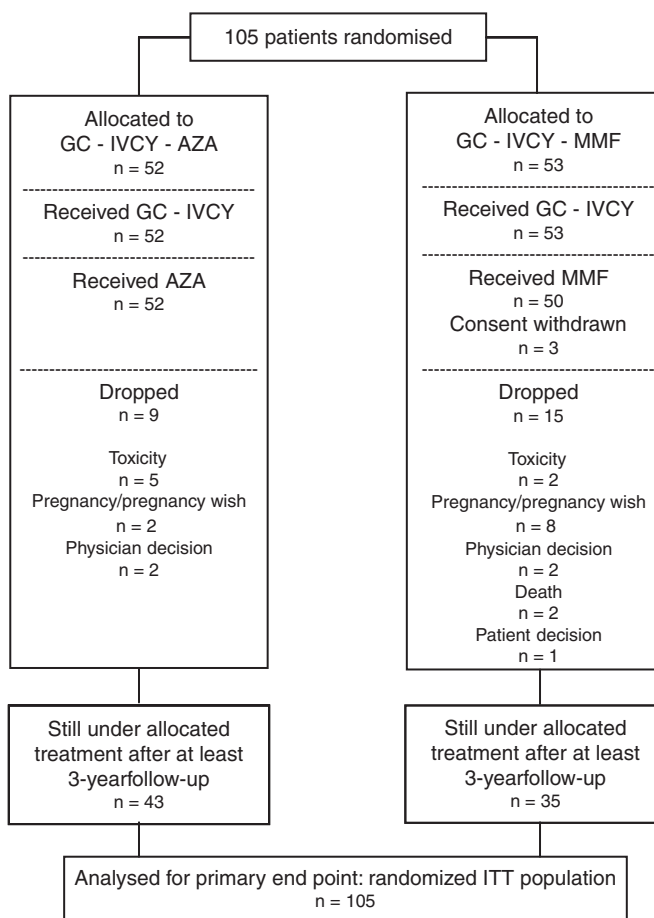 105 patients randomised
Allocated to
GC - IVCY - AZA
n = 52
Received GC - IVCY
n = 52
Received AZA
n = 52
Dropped
n = 9
Toxicity
n = 5
Pregnancy/pregnancy wish
n = 2
Physician decision
n = 2
Still under allocated
treatment after at least
3-yearfollow-up
n = 43
Allocated to
GC - IVCY - MMF
n = 53
Received GC - IVCY
n = 53
Received MMF
n = 50
Consent withdrawn
n = 3
Dropped
n = 15
Toxicity
n = 2
Pregnancy/pregnancy wish
n = 8
Physician decision
n = 2
Death
n = 2
Patient decision
n = 1
Still under allocated
treatment after at least
3-yearfollow-up
n = 35
Analysed for primary end point: randomized ITT population
n = 105